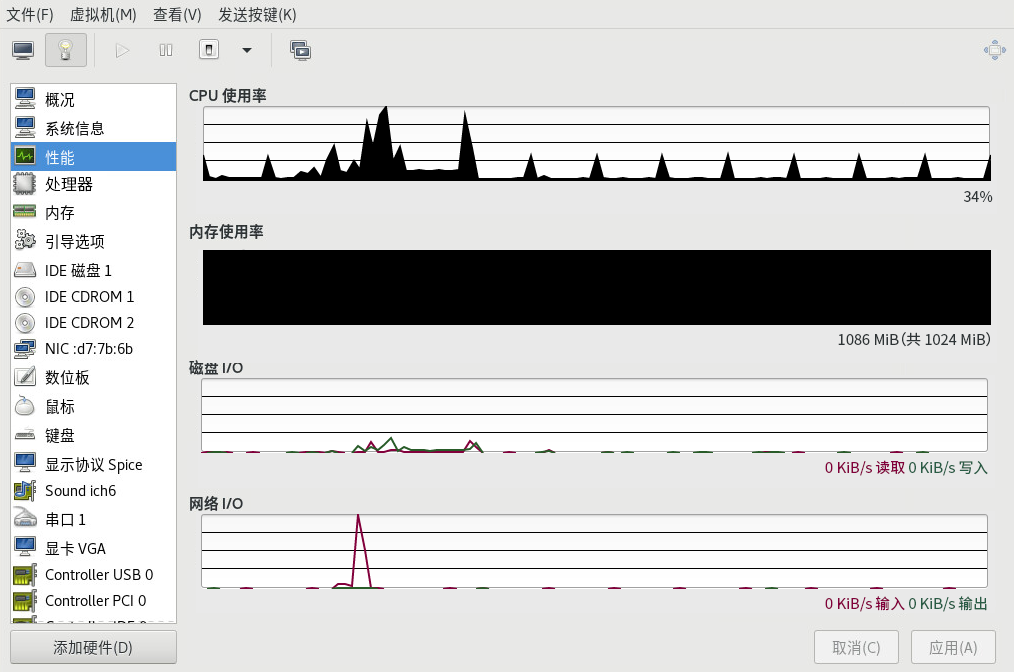 文件(F) 虚拟机(M) 查看(V) 发送按键(K)
概况
系统信息
性能
处理器
内存
引导选项
IDE 磁盘 1
IDE CDROM 1
IDE CDROM 2
NIC :d7:7b:6b
数位板
鼠标
键盘
显示协议 Spice
Sound ich6
串口 1
显卡 VGA
Controller USB 0
Controller PCI 0
添加硬件(D)
CPU 使用率
34%
内存使用率
1086 MiB(共 1024 MiB)
磁盘 I/O
0 KiB/s 读取 0 KiB/s 写入
网络 I/O
0 KiB/s 输入 0 KiB/s 输出
取消(C) 应用(A)